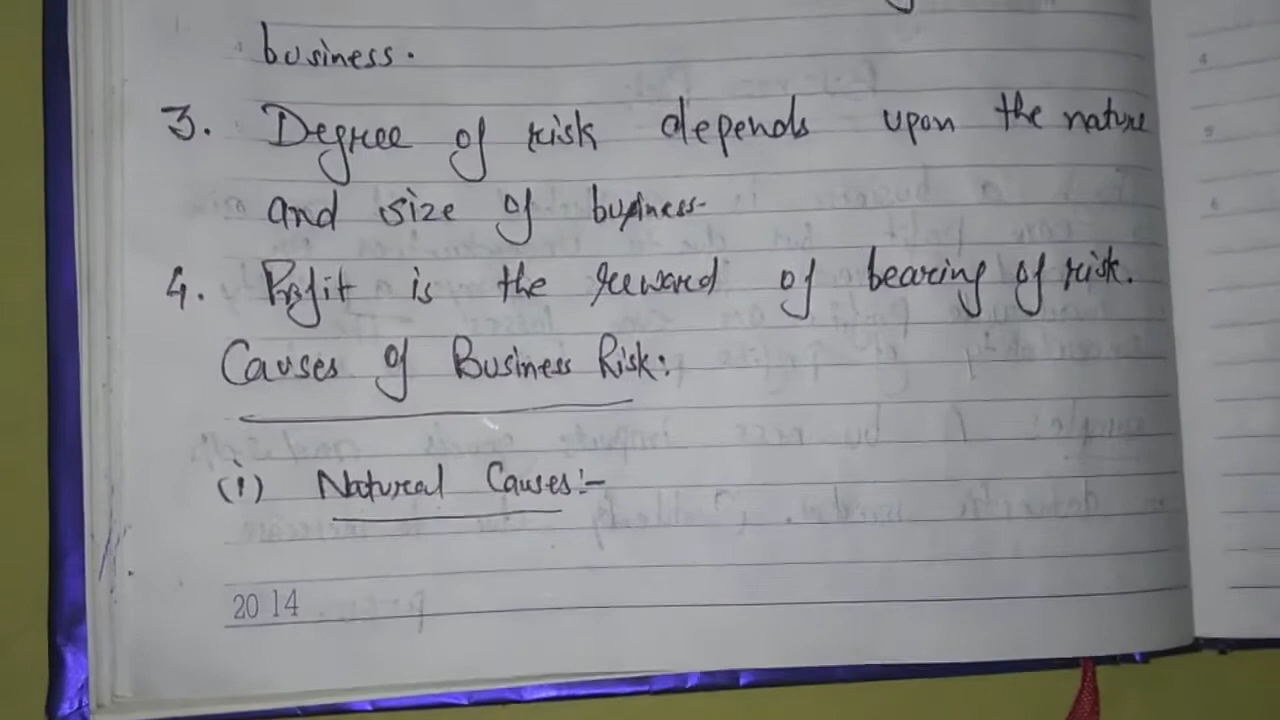 business.
3. Degree of risk depends upon the nature
and size of business.
4. Profit is the reward of bearing of risk.
Causes of Business Risk:
(i) Natural Causes:-
20 14